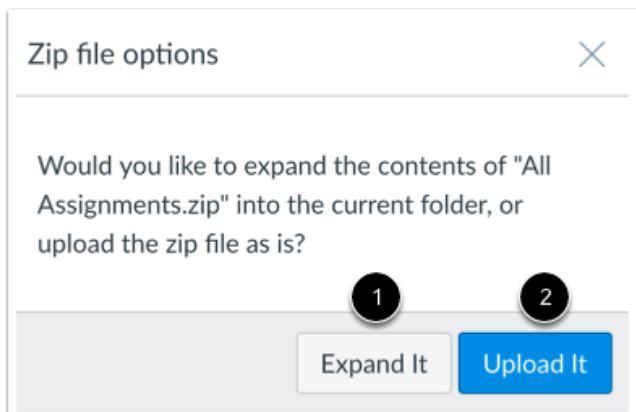 Zip file options
Would you like to expand the contents of "All
Assignments.zip" into the current folder, or
upload the zip file as is?
1
2
Expand It
Upload It